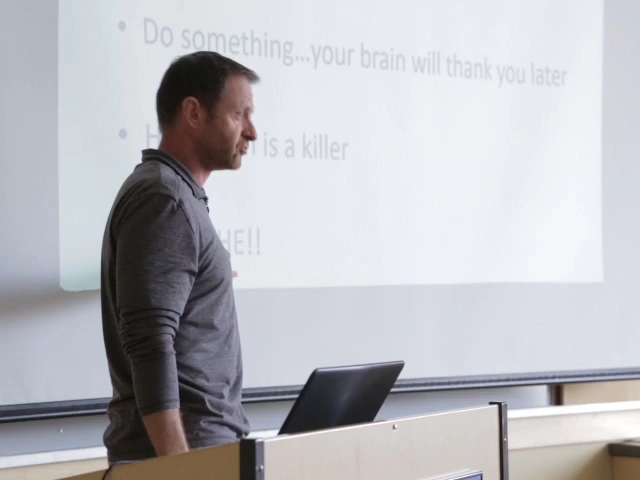 • Do something...your brain will thank you later
• is a killer
HE!!